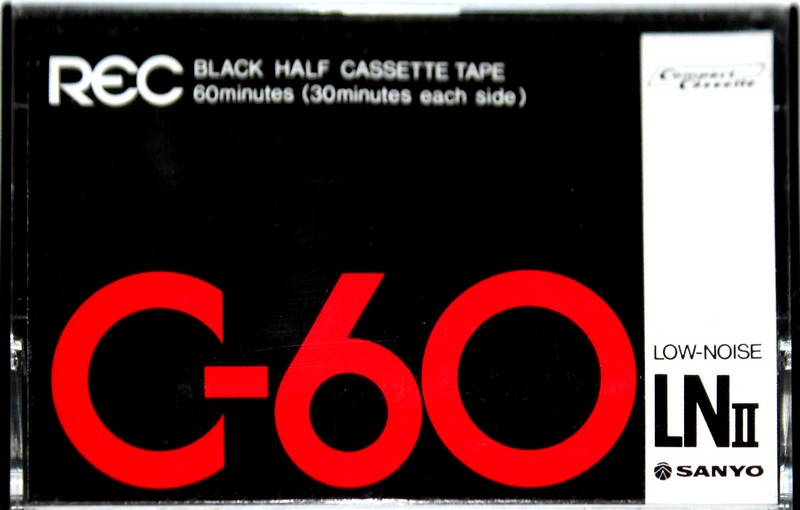 REC
BLACK HALF CASSETTE TAPE
60minutes (30minutes each side)
Compact
Cassette
C-60
LOW-NOISE
LNII
SANYO